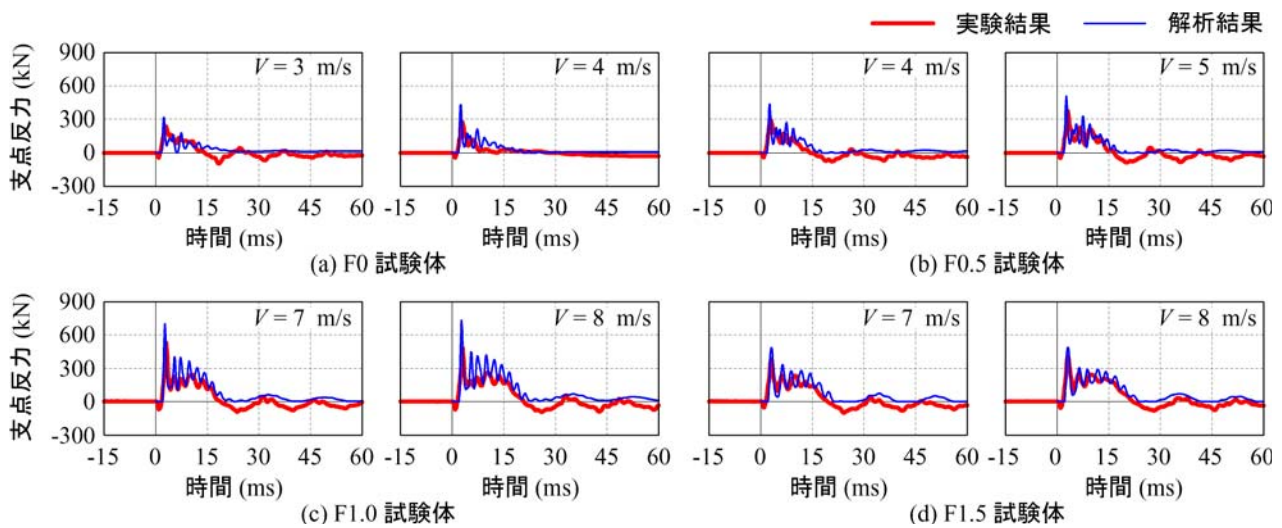 実験結果 解析結果
支点反力 (kN)
900
600
300
0
-300
V = 3 m/s
V = 4 m/s
V = 4 m/s
V = 5 m/s
-15 0 15 30 45 60
-15 0 15 30 45 60
-15 0 15 30 45 60
-15 0 15 30 45 60
時間 (ms)
時間 (ms)
時間 (ms)
時間 (ms)
(a) F0 試験体
(b) F0.5 試験体
支点反力 (kN)
900
600
300
0
-300
V = 7 m/s
V = 8 m/s
V = 7 m/s
V = 8 m/s
-15 0 15 30 45 60
-15 0 15 30 45 60
-15 0 15 30 45 60
-15 0 15 30 45 60
時間 (ms)
時間 (ms)
時間 (ms)
時間 (ms)
(c) F1.0 試験体
(d) F1.5 試験体